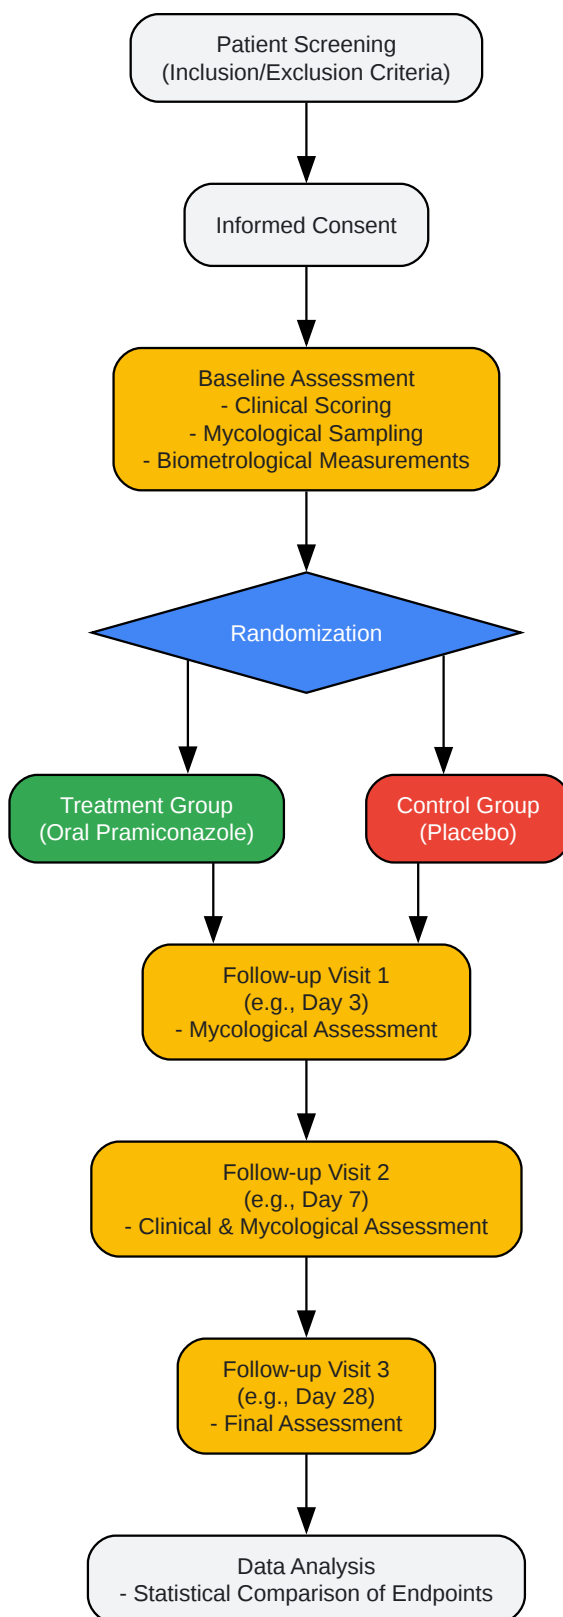 Patient Screening
(Inclusion/Exclusion Criteria)
Informed Consent
Baseline Assessment
- Clinical Scoring
- Mycological Sampling
- Biometrological Measurements
Randomization
Treatment Group
(Oral Pramiconazole)
Control Group
(Placebo)
Follow-up Visit 1
(e.g., Day 3)
- Mycological Assessment
Follow-up Visit 2
(e.g., Day 7)
- Clinical & Mycological Assessment
Follow-up Visit 3
(e.g., Day 28)
- Final Assessment
Data Analysis
- Statistical Comparison of Endpoints